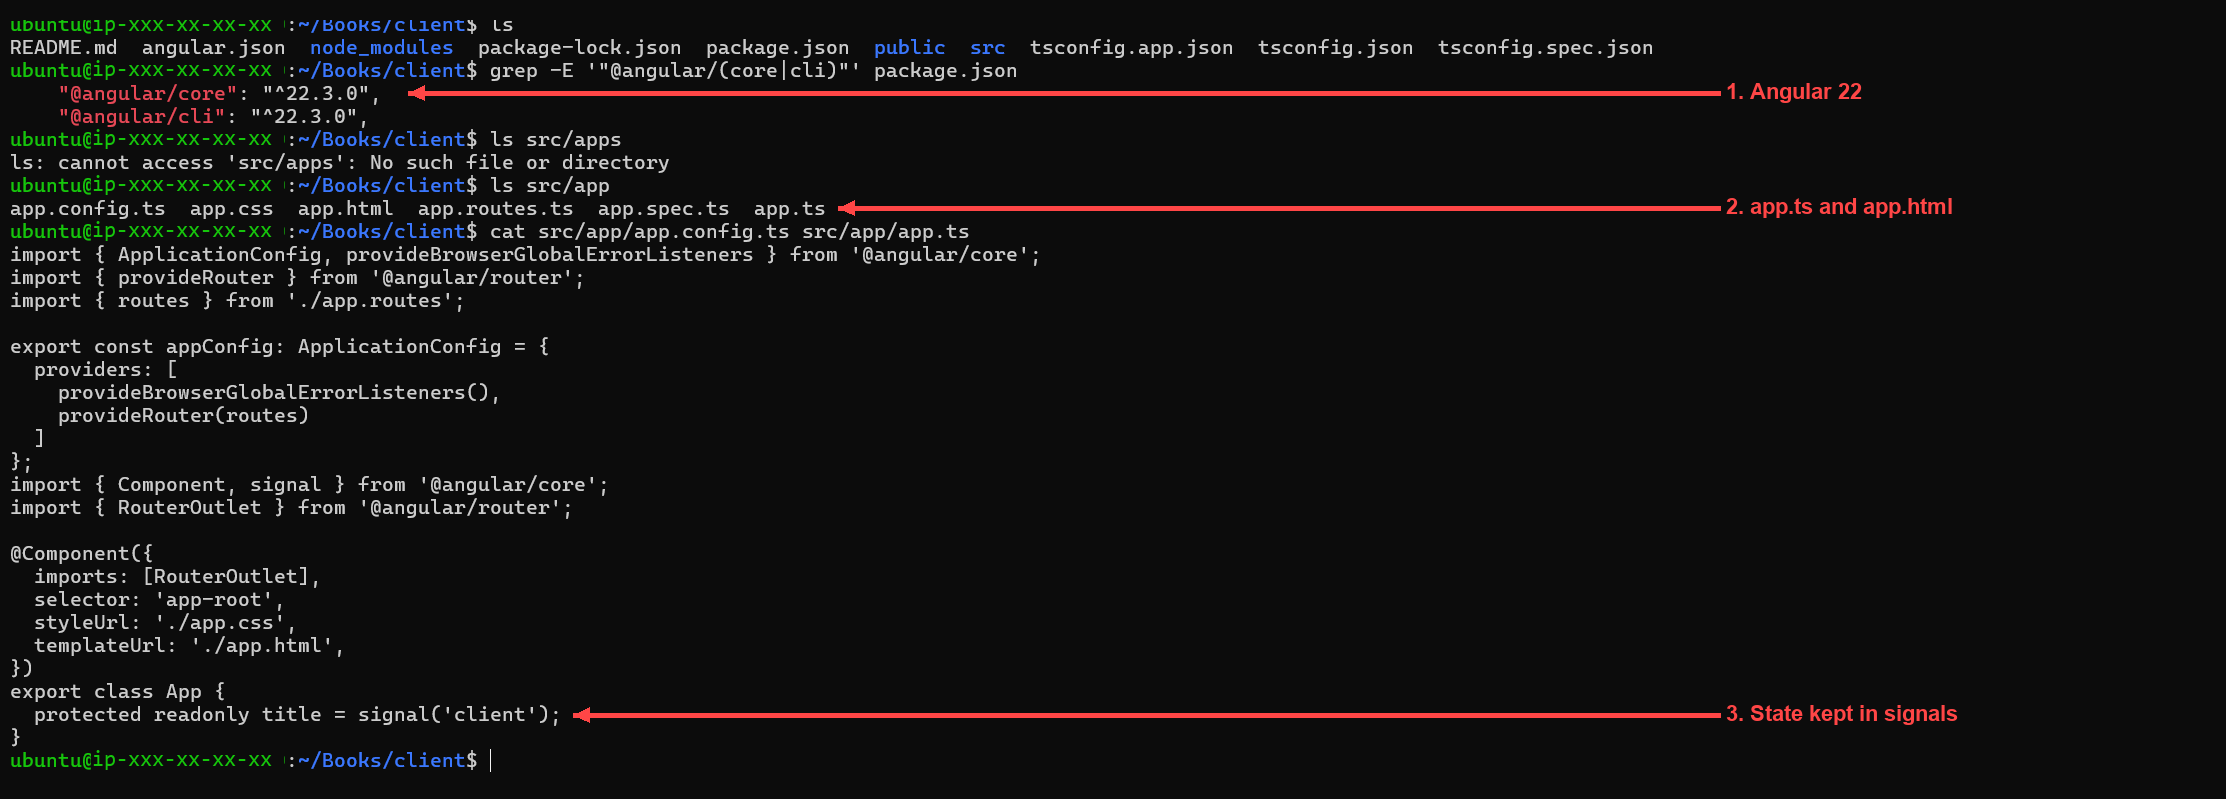 ubuntu@ip-xxx-xx-xx-xx :~/Books/client$ ls
README.md  angular.json  node_modules  package-lock.json  package.json  public  src  tsconfig.app.json  tsconfig.json  tsconfig.spec.json
ubuntu@ip-xxx-xx-xx-xx :~/Books/client$ grep -E '"@angular/(core|cli)"' package.json
    "@angular/core": "^22.3.0",
1. Angular 22
    "@angular/cli": "^22.3.0",
ubuntu@ip-xxx-xx-xx-xx :~/Books/client$ ls src/apps
ls: cannot access 'src/apps': No such file or directory
ubuntu@ip-xxx-xx-xx-xx :~/Books/client$ ls src/app
app.config.ts  app.css  app.html  app.routes.ts  app.spec.ts  app.ts
2. app.ts and app.html
ubuntu@ip-xxx-xx-xx-xx :~/Books/client$ cat src/app/app.config.ts src/app/app.ts
import { ApplicationConfig, provideBrowserGlobalErrorListeners } from '@angular/core';
import { provideRouter } from '@angular/router';
import { routes } from './app.routes';

export const appConfig: ApplicationConfig = {
  providers: [
    provideBrowserGlobalErrorListeners(),
    provideRouter(routes)
  ]
};
import { Component, signal } from '@angular/core';
import { RouterOutlet } from '@angular/router';

@Component({
  imports: [RouterOutlet],
  selector: 'app-root',
  styleUrl: './app.css',
  templateUrl: './app.html',
})
export class App {
  protected readonly title = signal('client');
3. State kept in signals
}
ubuntu@ip-xxx-xx-xx-xx :~/Books/client$